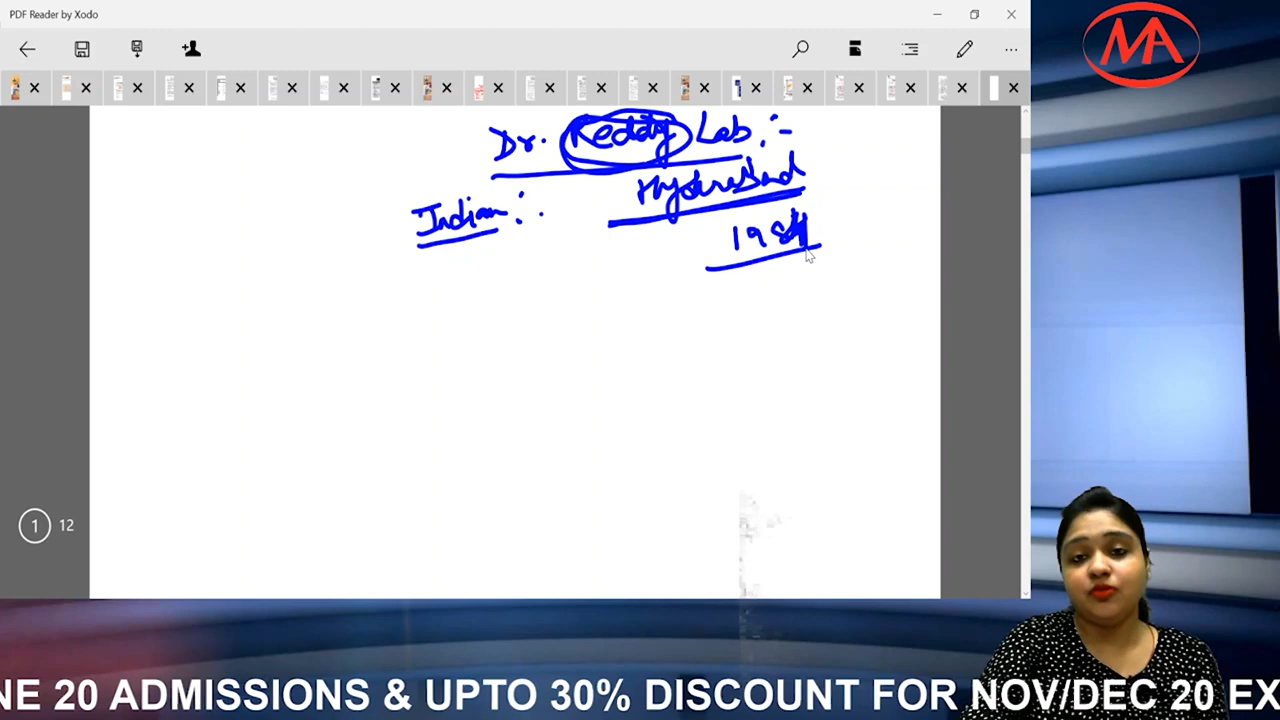 PDF Reader by Xodo
MA
Dr. Reddy Lab :-
Hyderabad
Indian :
1984
1 12
NE 20 ADMISSIONS & UPTO 30% DISCOUNT FOR NOV/DEC 20 EX